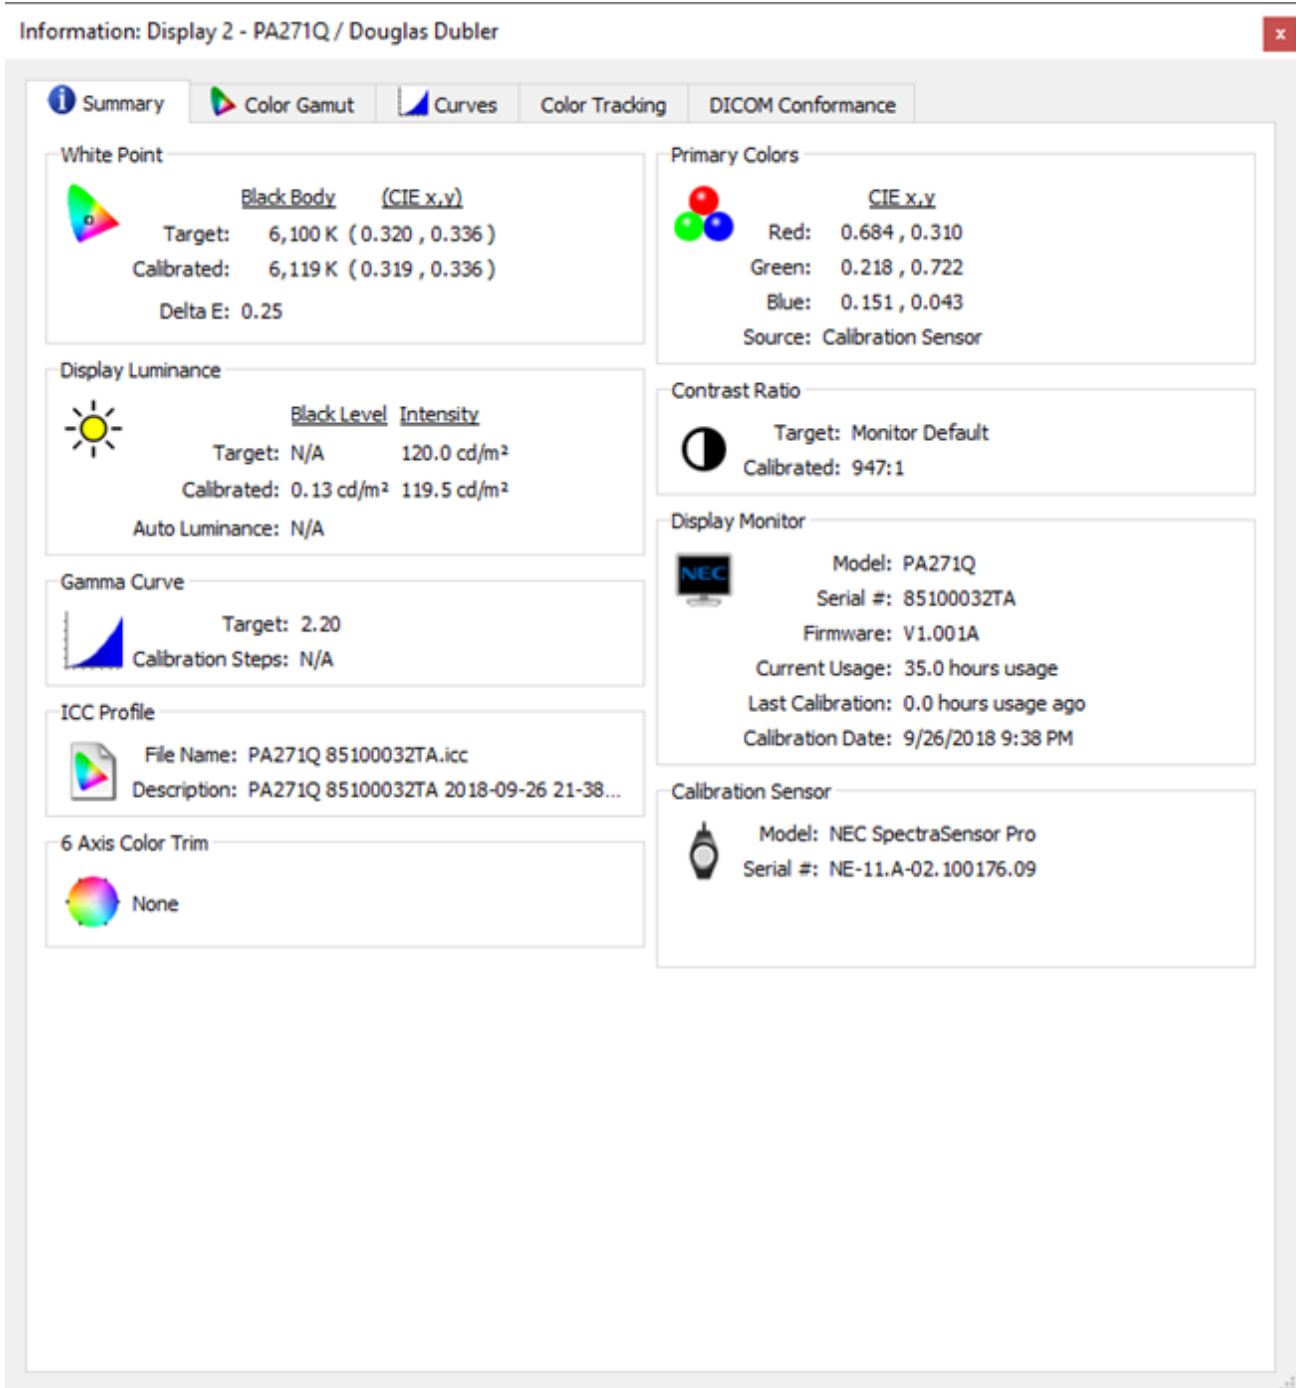 Information: Display 2 - PA271Q / Douglas Dubler
x
Summary
Color Gamut
Curves
Color Tracking
DICOM Conformance
White Point
Black Body (CIE x,y)
Target: 6,100 K ( 0.320 , 0.336 )
Calibrated: 6,119 K ( 0.319 , 0.336 )
Delta E: 0.25
Display Luminance
Black Level Intensity
Target: N/A 120.0 cd/m²
Calibrated: 0.13 cd/m² 119.5 cd/m²
Auto Luminance: N/A
Gamma Curve
Target: 2.20
Calibration Steps: N/A
ICC Profile
File Name: PA271Q 85100032TA.icc
Description: PA271Q 85100032TA 2018-09-26 21-38...
6 Axis Color Trim
None
Primary Colors
CIE x,y
Red: 0.684 , 0.310
Green: 0.218 , 0.722
Blue: 0.151 , 0.043
Source: Calibration Sensor
Contrast Ratio
Target: Monitor Default
Calibrated: 947:1
Display Monitor
NEC
Model: PA271Q
Serial #: 85100032TA
Firmware: V1.001A
Current Usage: 35.0 hours usage
Last Calibration: 0.0 hours usage ago
Calibration Date: 9/26/2018 9:38 PM
Calibration Sensor
Model: NEC SpectraSensor Pro
Serial #: NE-11.A-02.100176.09